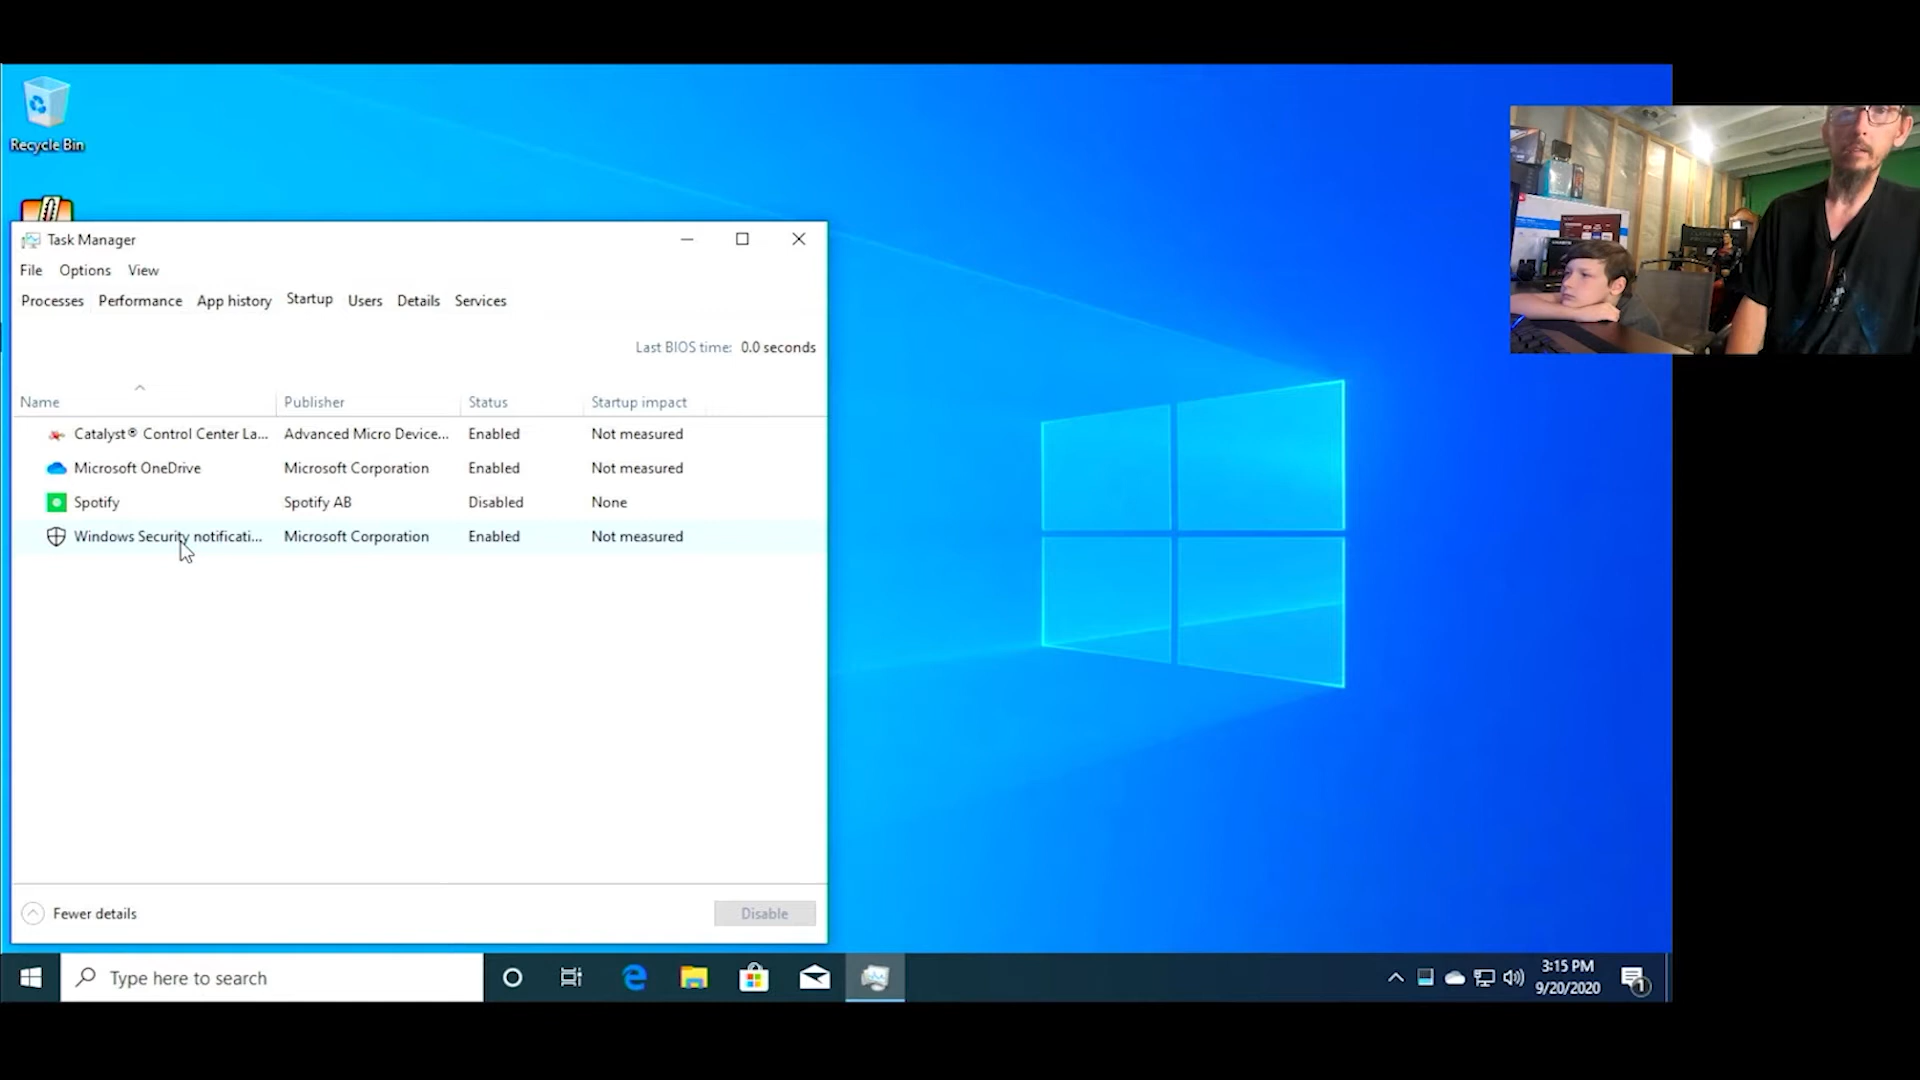 Recycle Bin
Task Manager
File Options View
Processes Performance App history Startup Users Details Services
Last BIOS time: 0.0 seconds
Name Publisher Status Startup impact
Catalyst® Control Center La... Advanced Micro Device... Enabled Not measured
Microsoft OneDrive Microsoft Corporation Enabled Not measured
Spotify Spotify AB Disabled None
Windows Security notificati... Microsoft Corporation Enabled Not measured
Fewer details Disable
Type here to search
3:15 PM
9/20/2020
1